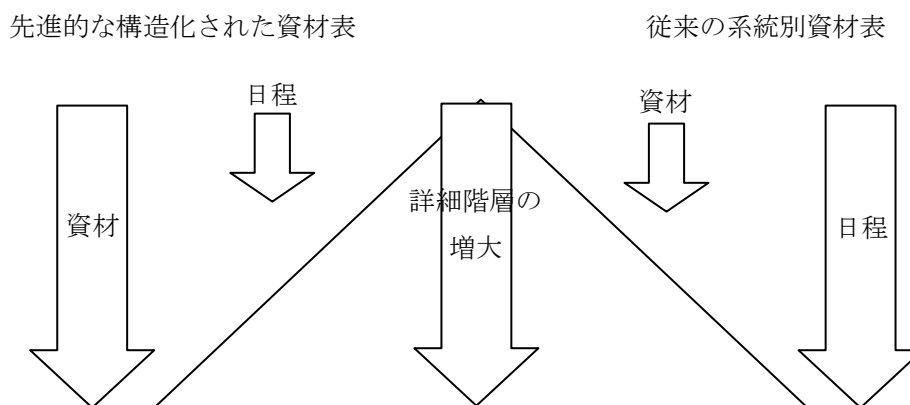 先進的な構造化された資材表
従来の系統別資材表
日程
資材
詳細階層の
増大
資材
日程